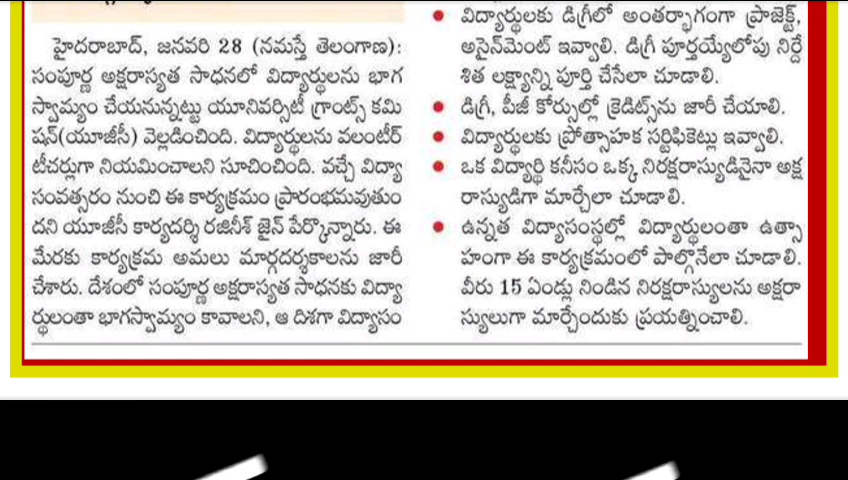 హైదరాబాద్, జనవరి 28 (నమస్తే తెలంగాణ):
సంపూర్ణ అక్షరాస్యత సాధనలో విద్యార్థులను భాగ
స్వామ్యం చేయనున్నట్టు యూనివర్సిటీ గ్రాంట్స్ కమి
షన్(యూజీసీ) వెల్లడించింది. విద్యార్థులను వలంటీర్
టీచర్లుగా నియమించాలని సూచించింది. వచ్చే విద్యా
సంవత్సరం నుంచి ఈ కార్యక్రమం ప్రారంభమవుతుం
దని యూజీసీ కార్యదర్శి రజినీశ్ జైన్ పేర్కొన్నారు. ఈ
మేరకు కార్యక్రమ అమలు మార్గదర్శకాలను జారీ
చేశారు. దేశంలో సంపూర్ణ అక్షరాస్యత సాధనకు విద్యా
ర్థులంతా భాగస్వామ్యం కావాలని, ఆ దిశగా విద్యాసం
● విద్యార్థులకు డిగ్రీలో అంతర్భాగంగా ప్రాజెక్ట్,
అసైన్‌మెంట్ ఇవ్వాలి. డిగ్రీ పూర్తయ్యేలోపు నిర్దే
శిత లక్ష్యాన్ని పూర్తి చేసేలా చూడాలి.
● డిగ్రీ, పీజీ కోర్సుల్లో క్రెడిట్స్‌ను జారీ చేయాలి.
● విద్యార్థులకు ప్రోత్సాహక సర్టిఫికెట్లు ఇవ్వాలి.
● ఒక విద్యార్థి కనీసం ఒక్క నిరక్షరాస్యుడినైనా అక్ష
రాస్యుడిగా మార్చేలా చూడాలి.
● ఉన్నత విద్యాసంస్థల్లో విద్యార్థులంతా ఉత్సా
హంగా ఈ కార్యక్రమంలో పాల్గొనేలా చూడాలి.
వీరు 15 ఏండ్లు నిండిన నిరక్షరాస్యులను అక్షరా
స్యులుగా మార్చేందుకు ప్రయత్నించాలి.